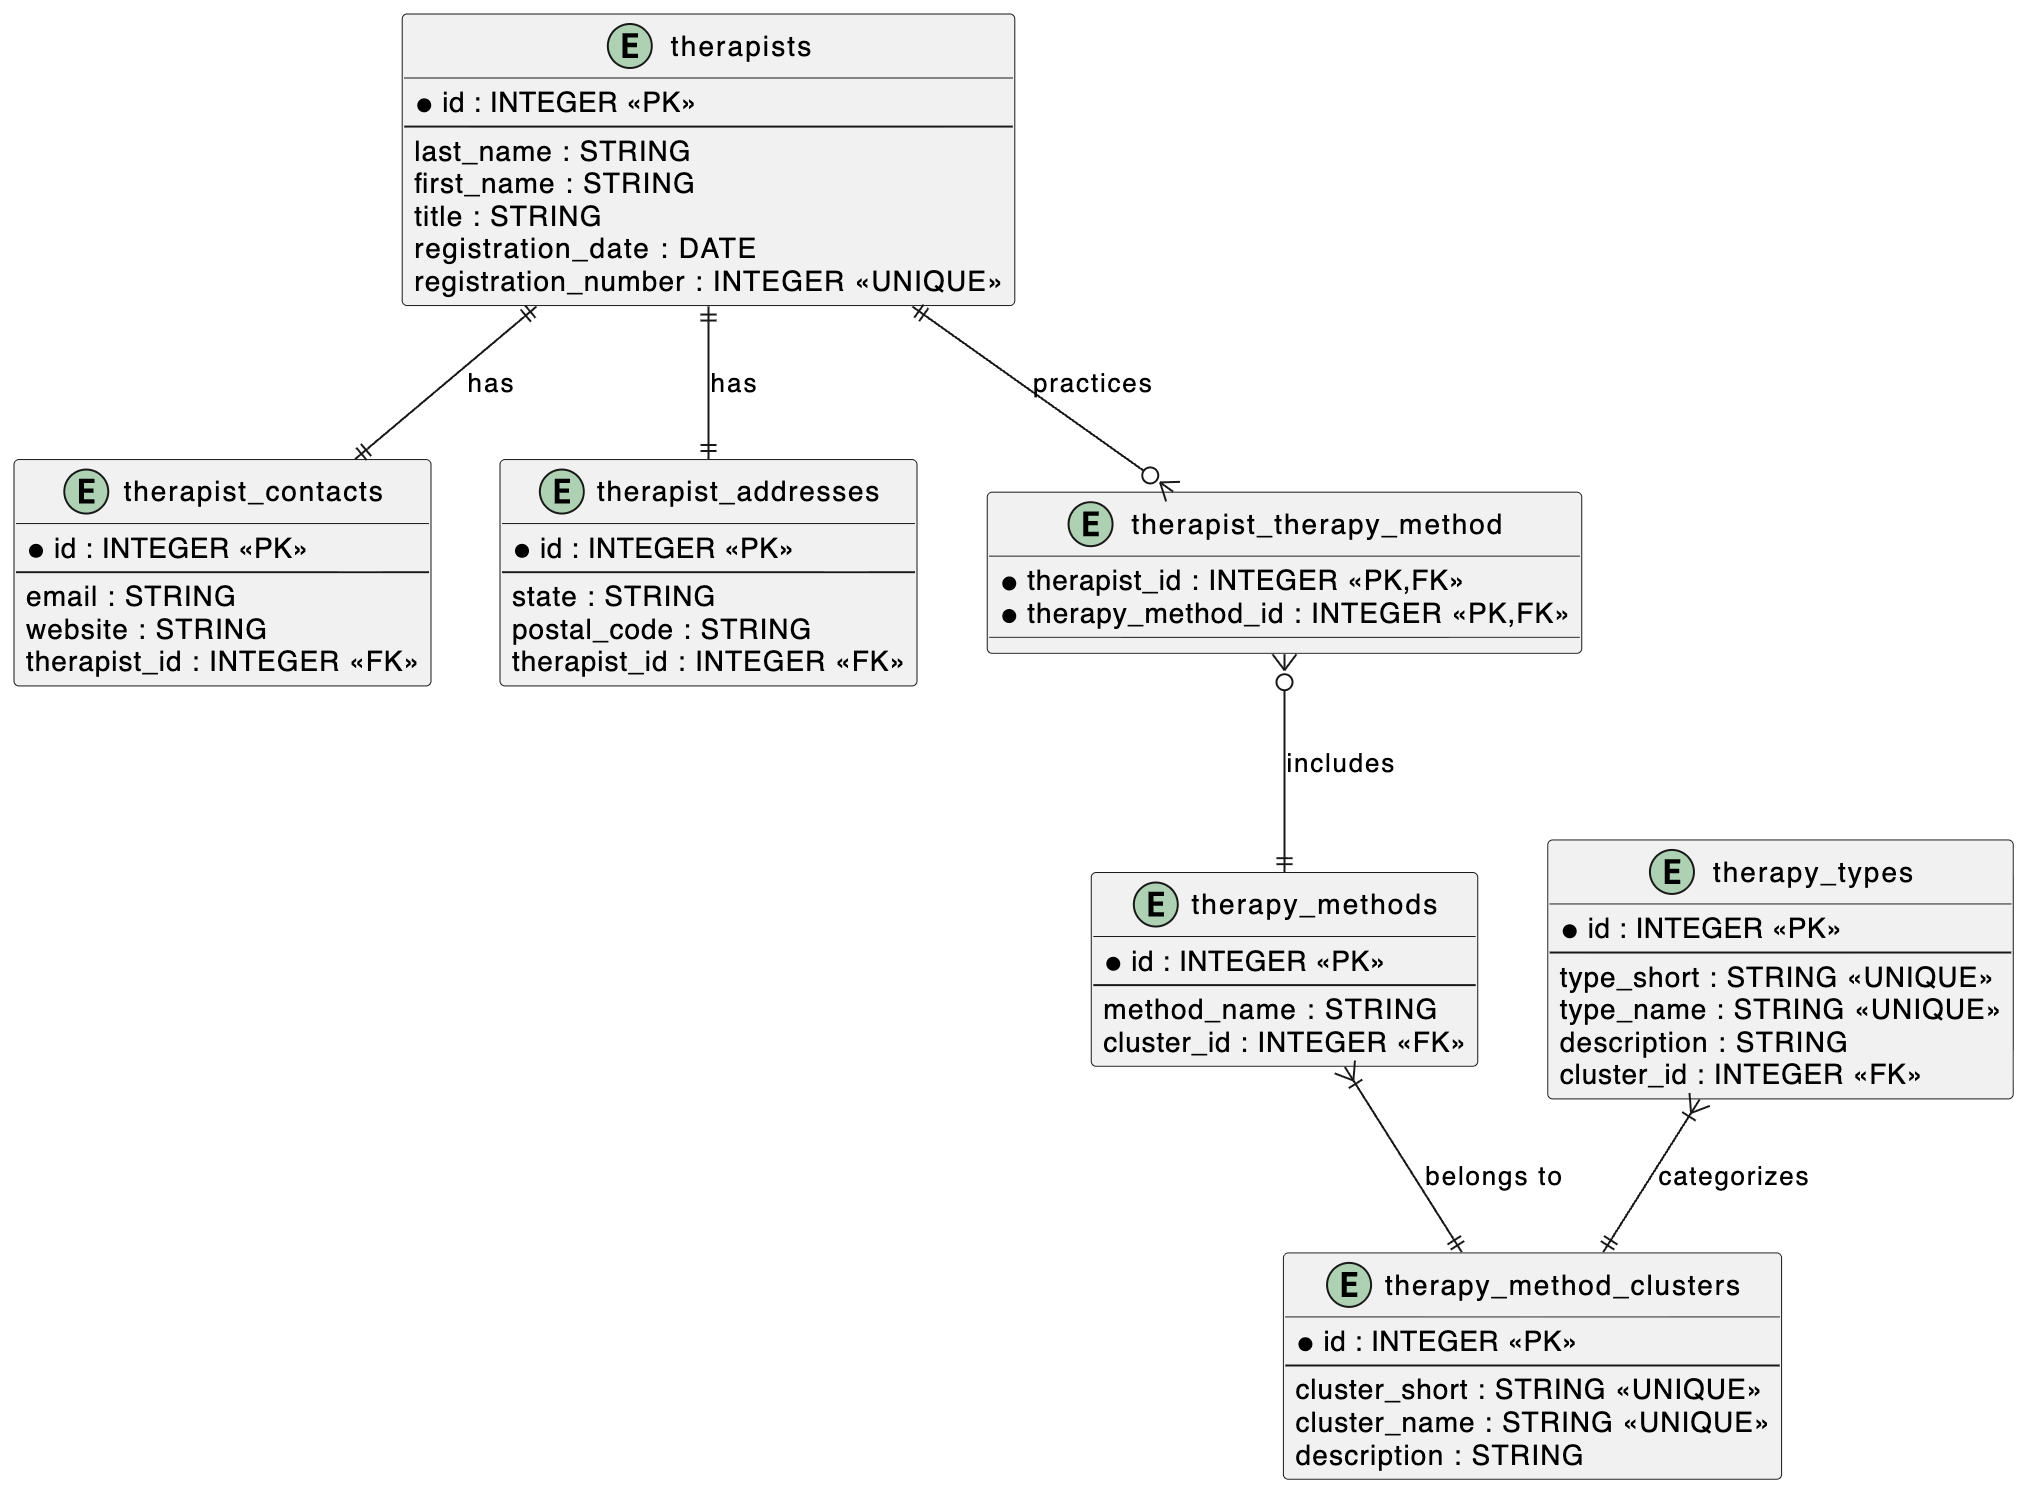 E therapists
id : INTEGER «PK»
last_name : STRING
first_name : STRING
title : STRING
registration_date : DATE
registration_number : INTEGER «UNIQUE»
has
has
practices
E therapist_contacts
id : INTEGER «PK»
email : STRING
website : STRING
therapist_id : INTEGER «FK»
E therapist_addresses
id : INTEGER «PK»
state : STRING
postal_code : STRING
therapist_id : INTEGER «FK»
E therapist_therapy_method
therapist_id : INTEGER «PK,FK»
therapy_method_id : INTEGER «PK,FK»
includes
E therapy_methods
id : INTEGER «PK»
method_name : STRING
cluster_id : INTEGER «FK»
E therapy_types
id : INTEGER «PK»
type_short : STRING «UNIQUE»
type_name : STRING «UNIQUE»
description : STRING
cluster_id : INTEGER «FK»
belongs to
categorizes
E therapy_method_clusters
id : INTEGER «PK»
cluster_short : STRING «UNIQUE»
cluster_name : STRING «UNIQUE»
description : STRING